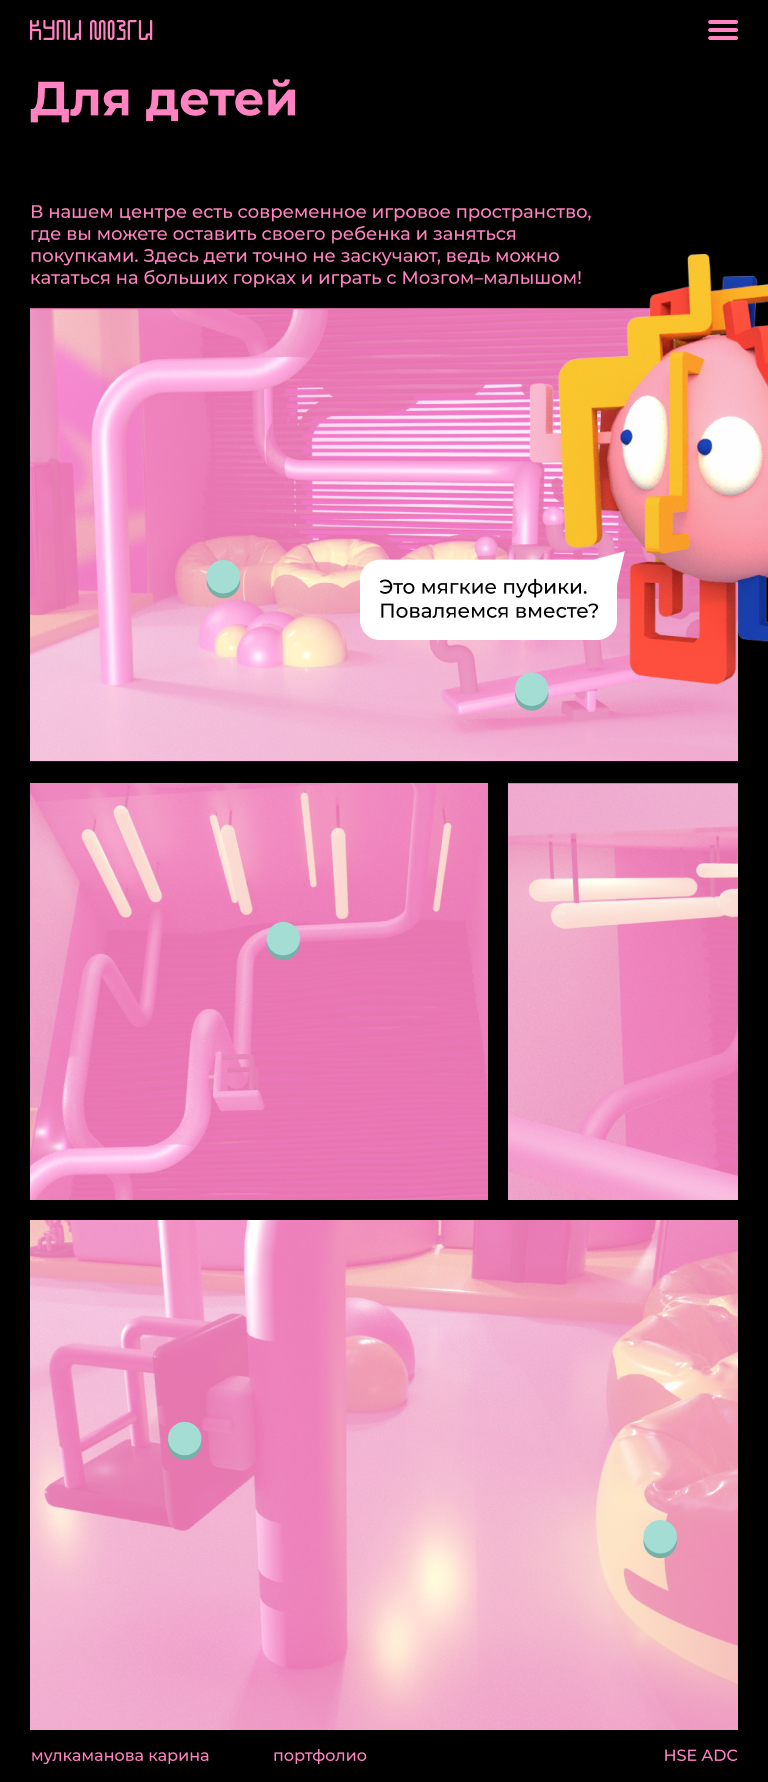 КУПИ МОЗГИ
Для детей
В нашем центре есть современное игровое пространство,
где вы можете оставить своего ребенка и заняться
покупками. Здесь дети точно не заскучают, ведь можно
кататься на больших горках и играть с Мозгом–малышом!
Это мягкие пуфики.
Поваляемся вместе?
мулкаманова карина портфолио HSE ADC